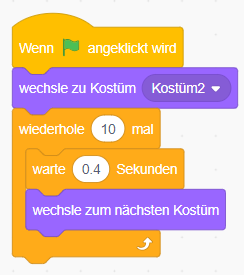 Wenn angeklickt wird
wechsle zu Kostüm Kostüm2
wiederhole 10 mal
warte 0.4 Sekunden
wechsle zum nächsten Kostüm